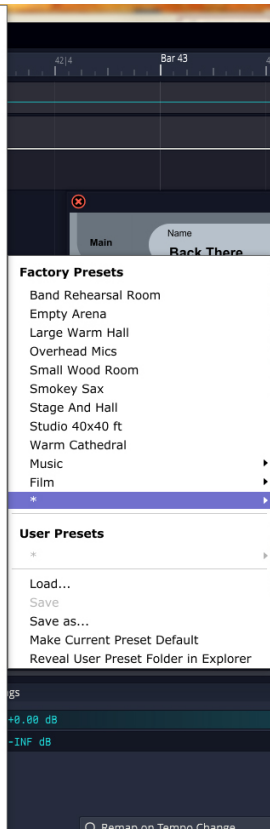 42|4
Bar 43
4
Name
Main
Back There
Factory Presets
Band Rehearsal Room
Empty Arena
Large Warm Hall
Overhead Mics
Small Wood Room
Smokey Sax
Stage And Hall
Studio 40x40 ft
Warm Cathedral
Music
Film
*
User Presets
*
Load...
Save
Save as...
Make Current Preset Default
Reveal User Preset Folder in Explorer
gs
+0.00 dB
-INF dB
Remap on Tempo Change